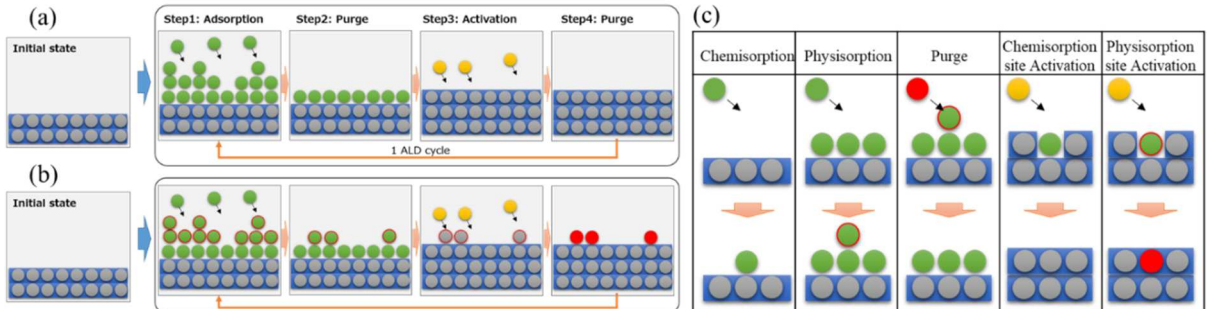 (a)
Initial state
Step1: Adsorption
Step2: Purge
Step3: Activation
Step4: Purge
1 ALD cycle
(b)
Initial state
(c)
Chemisorption
Physisorption
Purge
Chemisorption
site Activation
Physisorption
site Activation